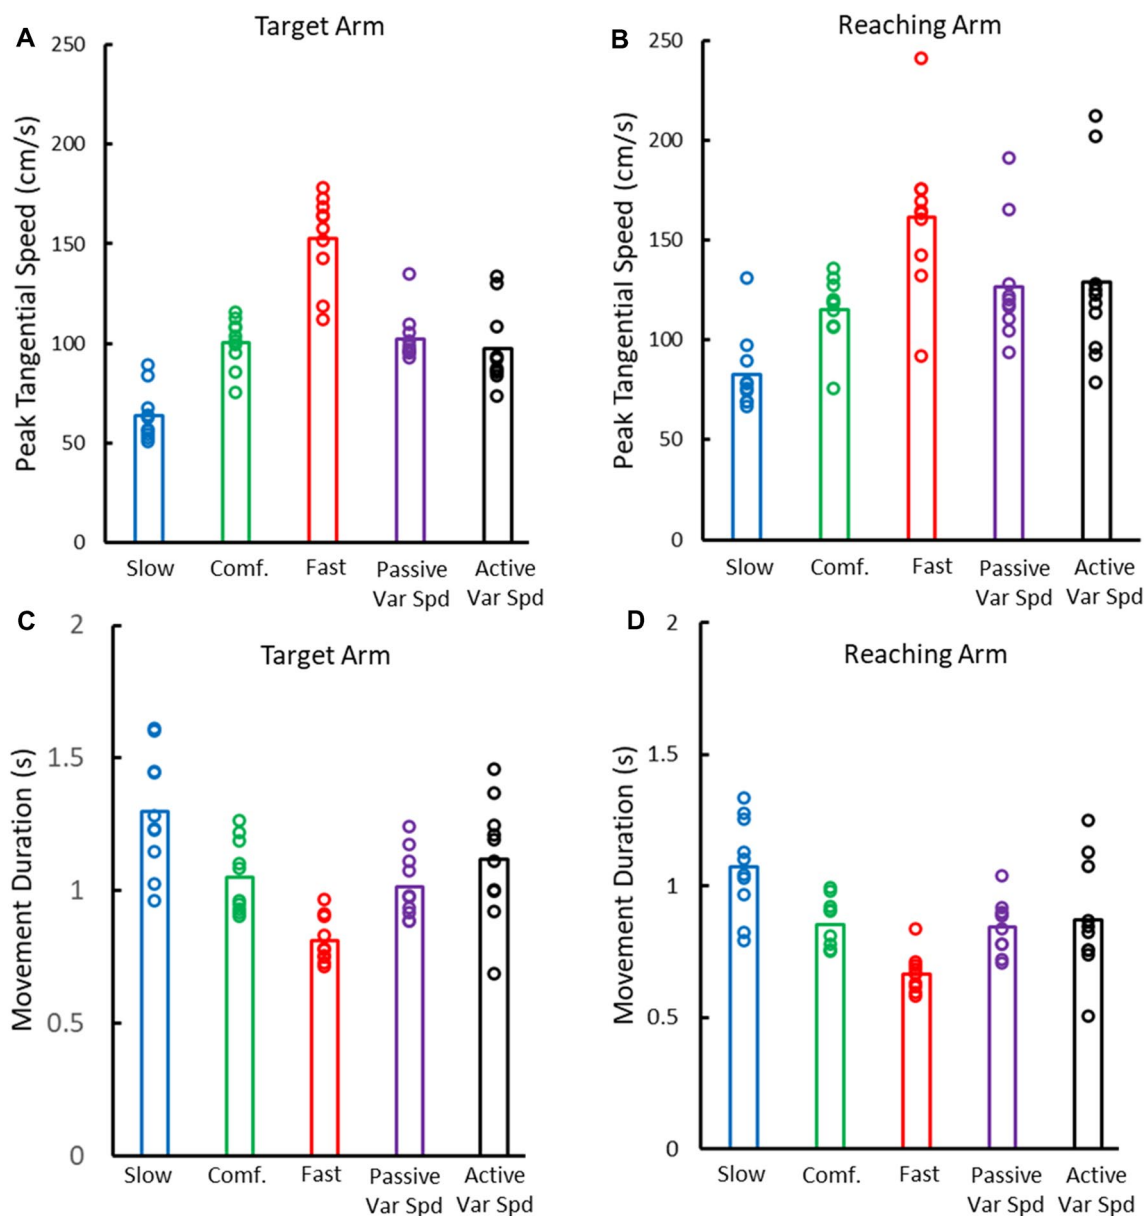 A
Target Arm
Peak Tangential Speed (cm/s)
250
200
150
100
50
0
Slow
Comf.
Fast
Passive
Var Spd
Active
Var Spd
B
Reaching Arm
Peak Tangential Speed (cm/s)
250
200
150
100
50
0
Slow
Comf.
Fast
Passive
Var Spd
Active
Var Spd
C
Target Arm
Movement Duration (s)
2
1.5
1
0.5
0
Slow
Comf.
Fast
Passive
Var Spd
Active
Var Spd
D
Reaching Arm
Movement Duration (s)
2
1.5
1
0.5
0
Slow
Comf.
Fast
Passive
Var Spd
Active
Var Spd